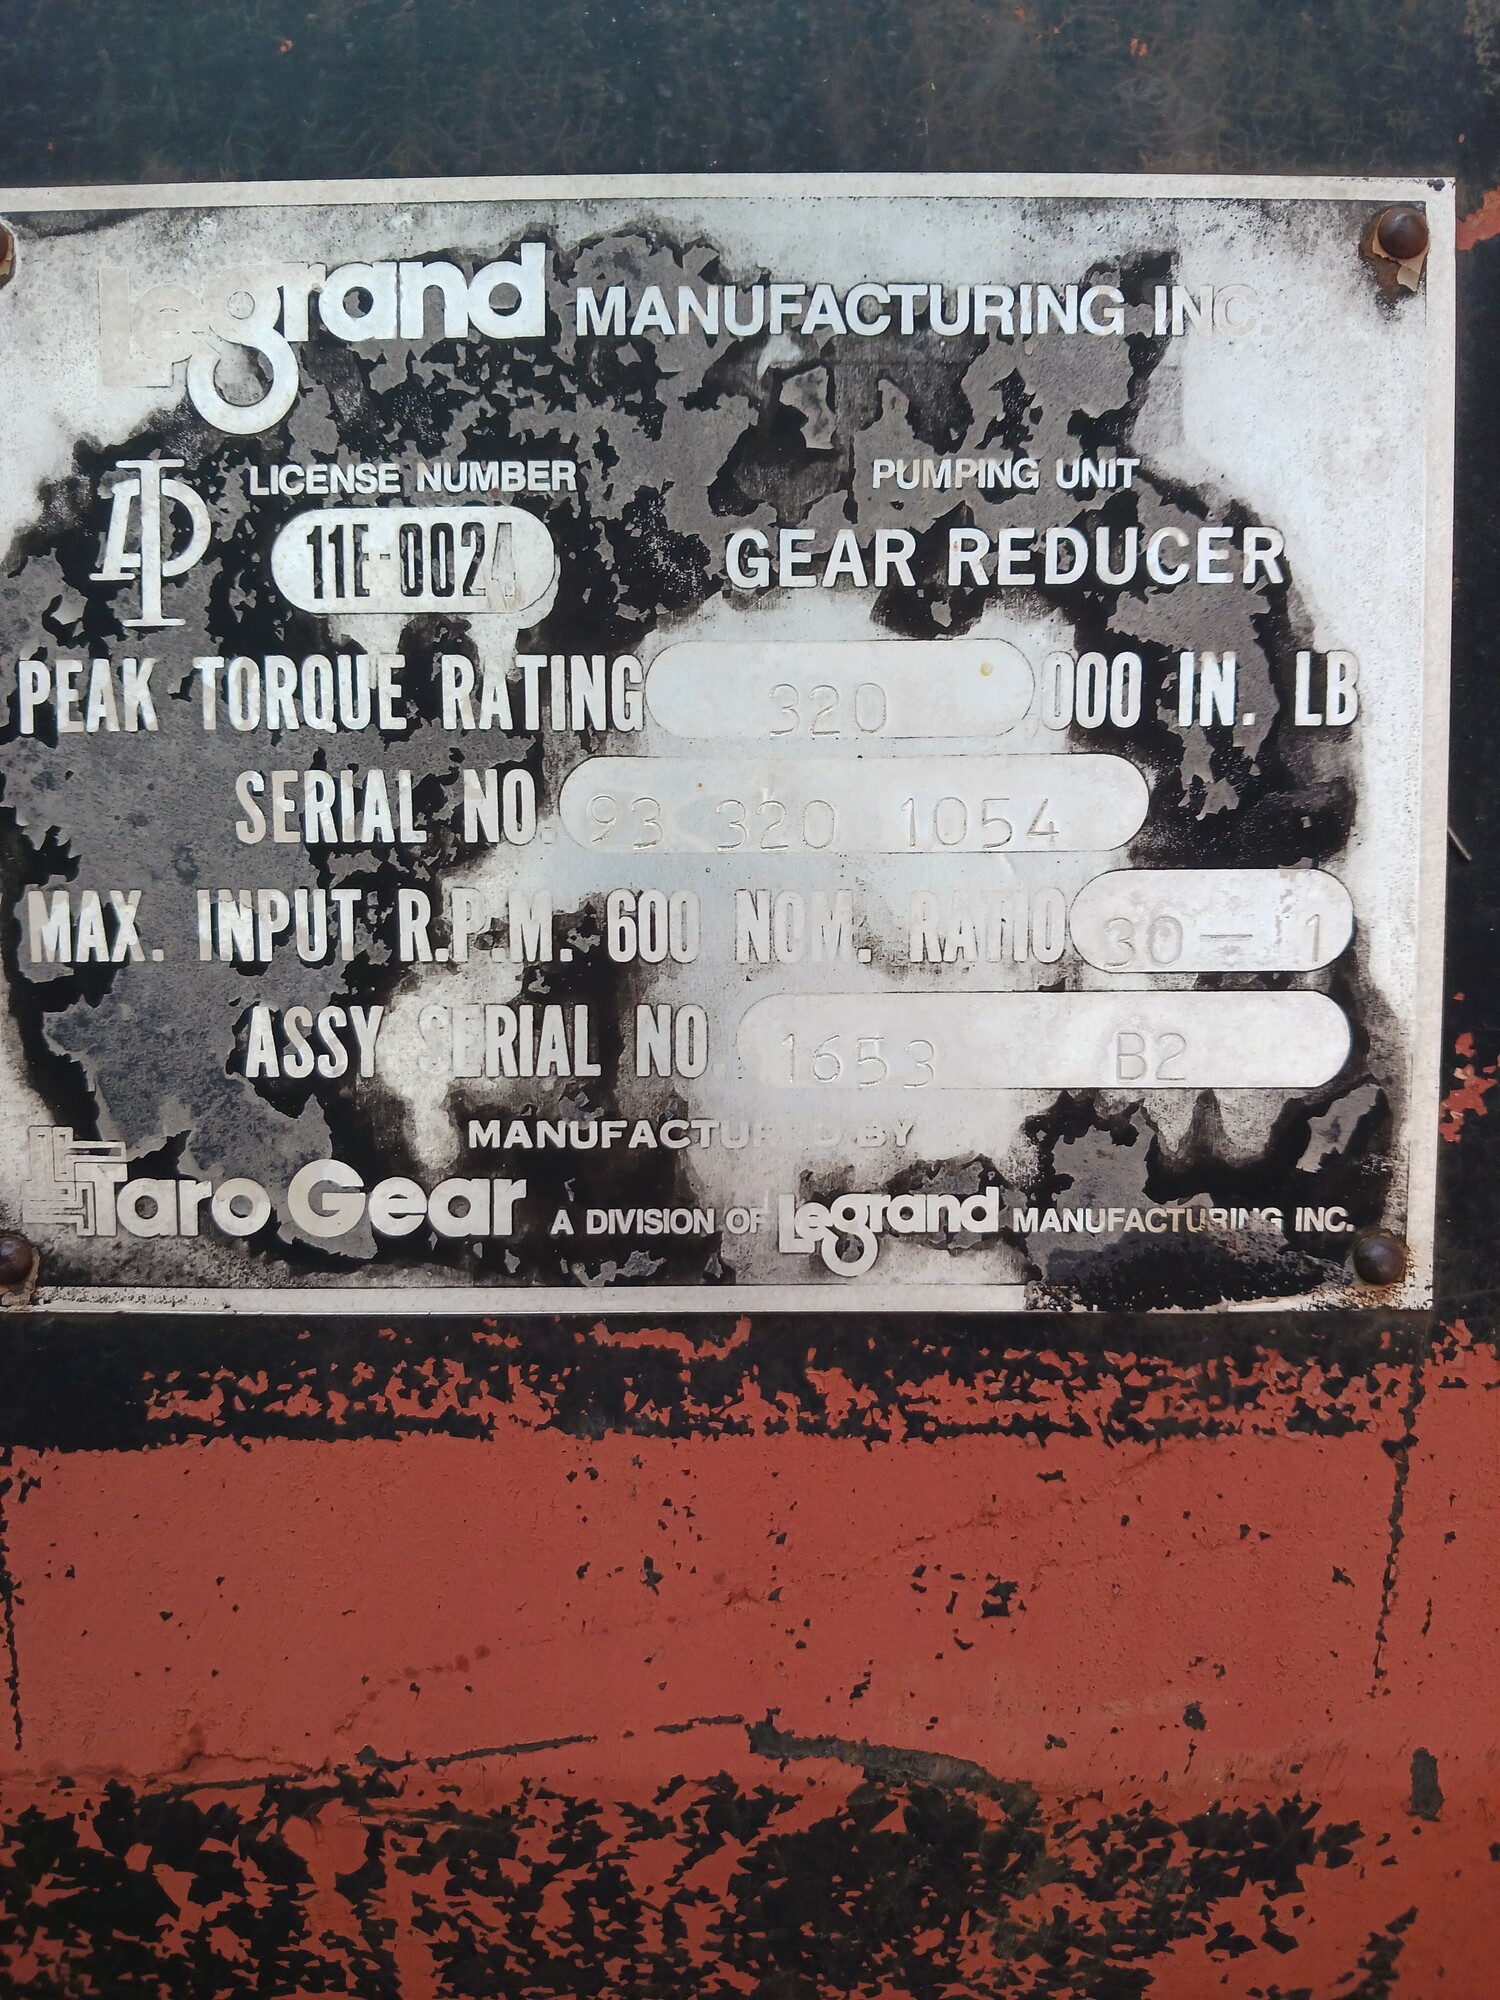 Legrand MANUFACTURING INC.
API LICENSE NUMBER PUMPING UNIT
11E-0024 GEAR REDUCER
PEAK TORQUE RATING 320 ,000 IN. LB
SERIAL NO. 93 320 1054
MAX. INPUT R.P.M. 600 NOM. RATIO 30 — 1
ASSY SERIAL NO 1653 B2
MANUFACTURED BY
Taro Gear A DIVISION OF Legrand MANUFACTURING INC.